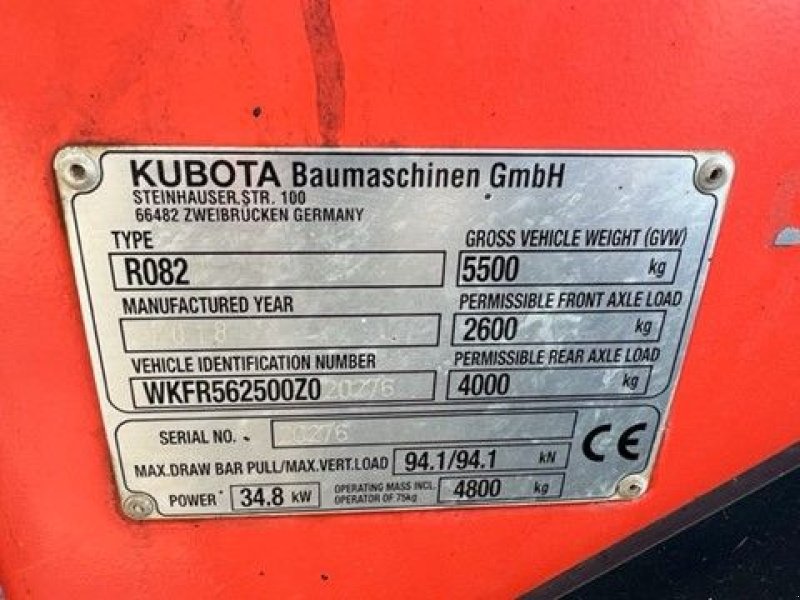 KUBOTA Baumaschinen GmbH
STEINHAUSER.STR. 100
66482 ZWEIBRÜCKEN GERMANY
TYPE
R082
GROSS VEHICLE WEIGHT (GVW)
5500 kg
MANUFACTURED YEAR
2018
PERMISSIBLE FRONT AXLE LOAD
2600 kg
VEHICLE IDENTIFICATION NUMBER
WKFR562500Z020276
PERMISSIBLE REAR AXLE LOAD
4000 kg
SERIAL NO. 0276
CE
MAX.DRAW BAR PULL/MAX.VERT.LOAD 94.1/94.1 kN
POWER 34.8 kW
OPERATING MASS INCL.
OPERATOR OF 75kg
4800 kg